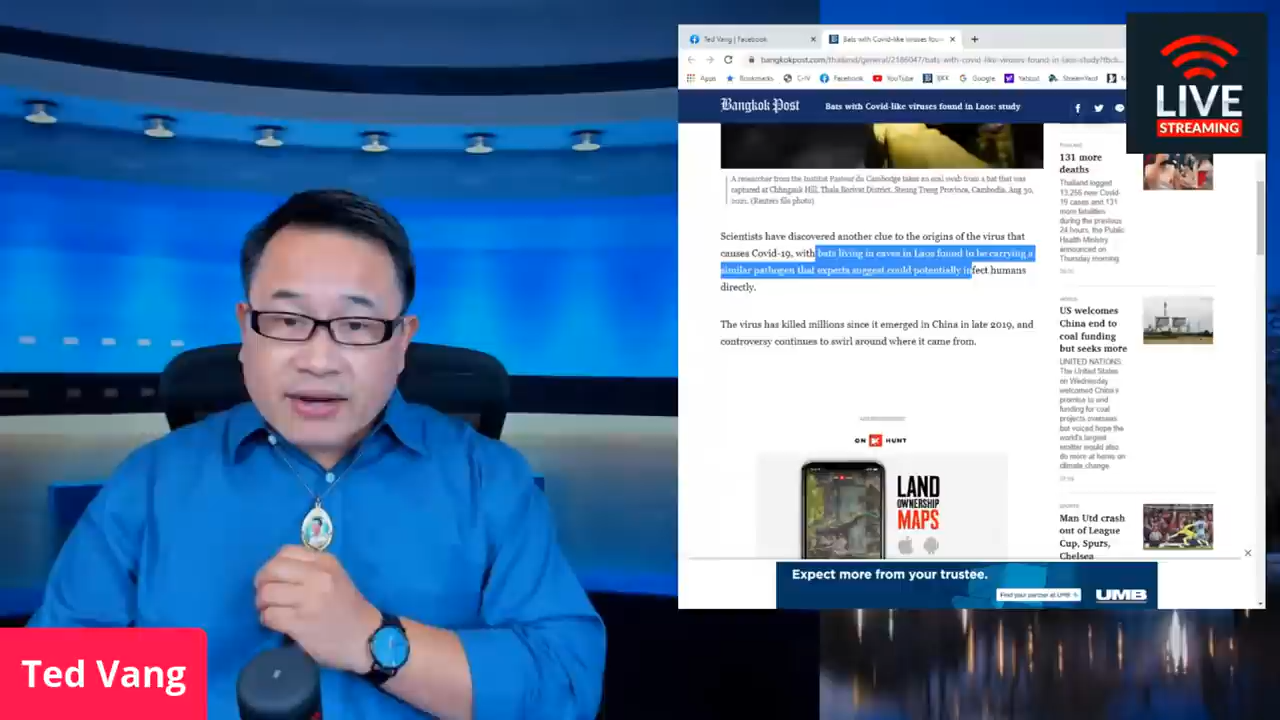 Ted Vang | Facebook
Bats with Covid-like viruses fou
bangkokpost.com/thailand/general/2186047/bats-with-covid-like-viruses-found-in-laos-study?fbcli...
Apps
Bookmarks
Facebook
YouTube
Google
StreamYard
LIVE
STREAMING
Bangkok Post
Bats with Covid-like viruses found in Laos: study
A researcher from the Institut Pasteur du Cambodge takes an oral swab from a bat that was
captured at Chhngauk Hill, Thala Borivat District, Steung Treng Province, Cambodia, Aug 30,
2021. (Reuters file photo)
Scientists have discovered another clue to the origins of the virus that
causes Covid-19, with bats living in caves in Laos found to be carrying a
similar pathogen that experts suggest could potentially infect humans
directly.
The virus has killed millions since it emerged in China in late 2019, and
controversy continues to swirl around where it came from.
ADVERTISEMENT
ON X HUNT
LAND
OWNERSHIP
MAPS
THAILAND
131 more
deaths
Thailand logged
13,256 new Covid-
19 cases and 131
more fatalities
during the previous
24 hours, the Public
Health Ministry
announced on
Thursday morning.
US welcomes
China end to
coal funding
but seeks more
UNITED NATIONS:
The United States
on Wednesday
welcomed China's
promise to end
funding for coal
projects overseas
but voiced hope the
world's largest
emitter would also
do more at home on
climate change.
SPORTS
Man Utd crash
out of League
Cup, Spurs,
Chelsea
Expect more from your trustee.
Find your partner at UMB
UMB
Ted Vang